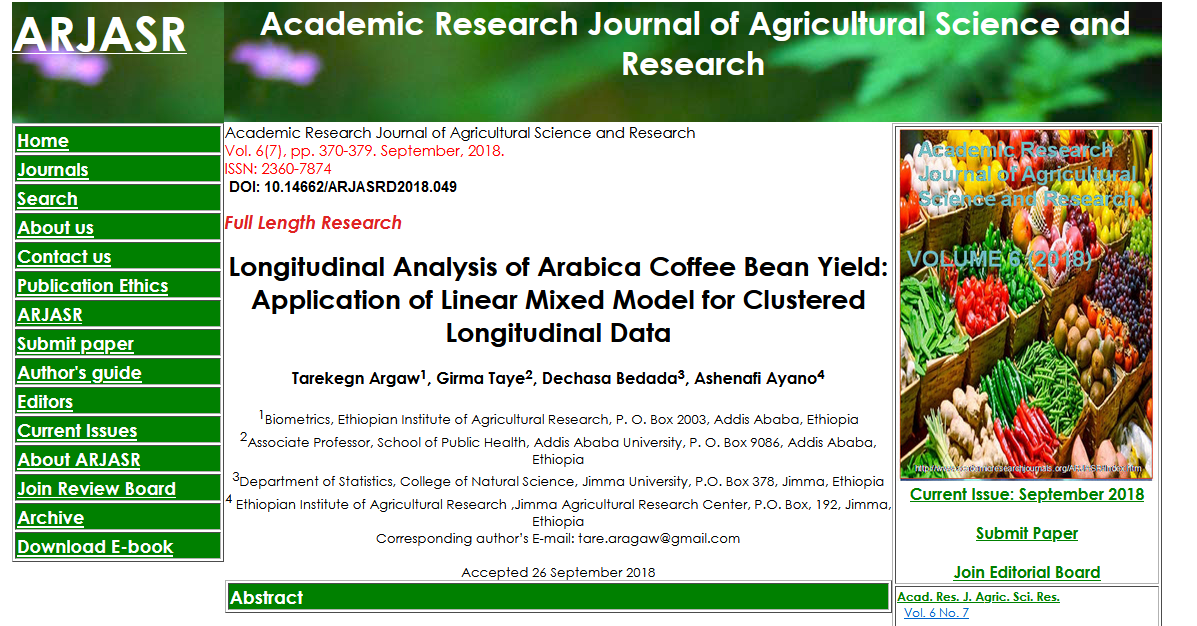 ARJASR
Academic Research Journal of Agricultural Science and
Research
Home
Journals
Search
About us
Contact us
Publication Ethics
ARJASR
Submit paper
Author's guide
Editors
Current Issues
About ARJASR
Join Review Board
Archive
Download E-book
Academic Research Journal of Agricultural Science and Research
Vol. 6(7), pp. 370-379. September, 2018.
ISSN: 2360-7874
DOI: 10.14662/ARJASRD2018.049
Full Length Research
Longitudinal Analysis of Arabica Coffee Bean Yield:
Application of Linear Mixed Model for Clustered
Longitudinal Data
Tarekegn Argaw1, Girma Taye2, Dechasa Bedada3, Ashenafi Ayano4
1Biometrics, Ethiopian Institute of Agricultural Research, P. O. Box 2003, Addis Ababa, Ethiopia
2Associate Professor, School of Public Health, Addis Ababa University, P. O. Box 9086, Addis Ababa,
Ethiopia
3Department of Statistics, College of Natural Science, Jimma University, P.O. Box 378, Jimma, Ethiopia
4 Ethiopian Institute of Agricultural Research ,Jimma Agricultural Research Center, P.O. Box, 192, Jimma,
Ethiopia
Corresponding author's E-mail: tare.aragaw@gmail.com
Accepted 26 September 2018
Abstract
Academic Research
Journal of Agricultural
Science and Research
VOLUME 6 (2018)
Current Issue: September 2018
Submit Paper
Join Editorial Board
Acad. Res. J. Agric. Sci. Res.
Vol. 6 No. 7